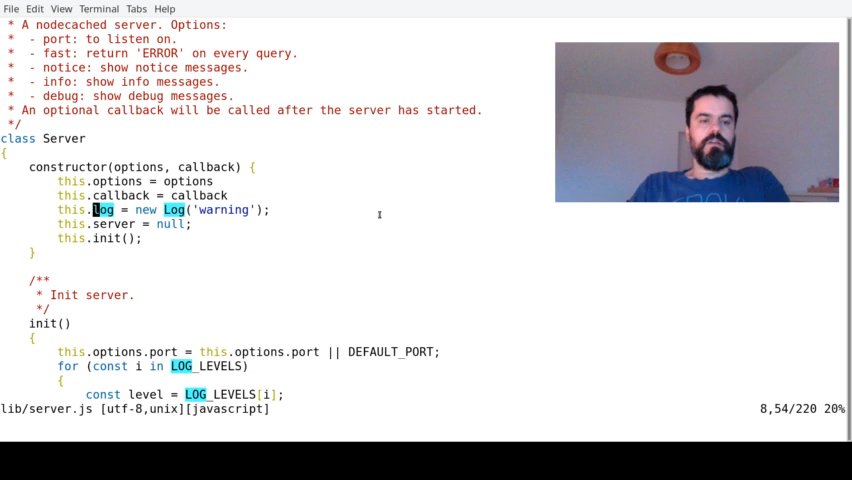 File Edit View Terminal Tabs Help
 * A nodecached server. Options:
 *  - port: to listen on.
 *  - fast: return 'ERROR' on every query.
 *  - notice: show notice messages.
 *  - info: show info messages.
 *  - debug: show debug messages.
 * An optional callback will be called after the server has started.
 */
class Server
{
    constructor(options, callback) {
        this.options = options
        this.callback = callback
        this.log = new Log('warning');
        this.server = null;
        this.init();
    }
    /**
     * Init server.
     */
    init()
    {
        this.options.port = this.options.port || DEFAULT_PORT;
        for (const i in LOG_LEVELS)
        {
            const level = LOG_LEVELS[i];
lib/server.js [utf-8,unix][javascript] 8,54/220 20%